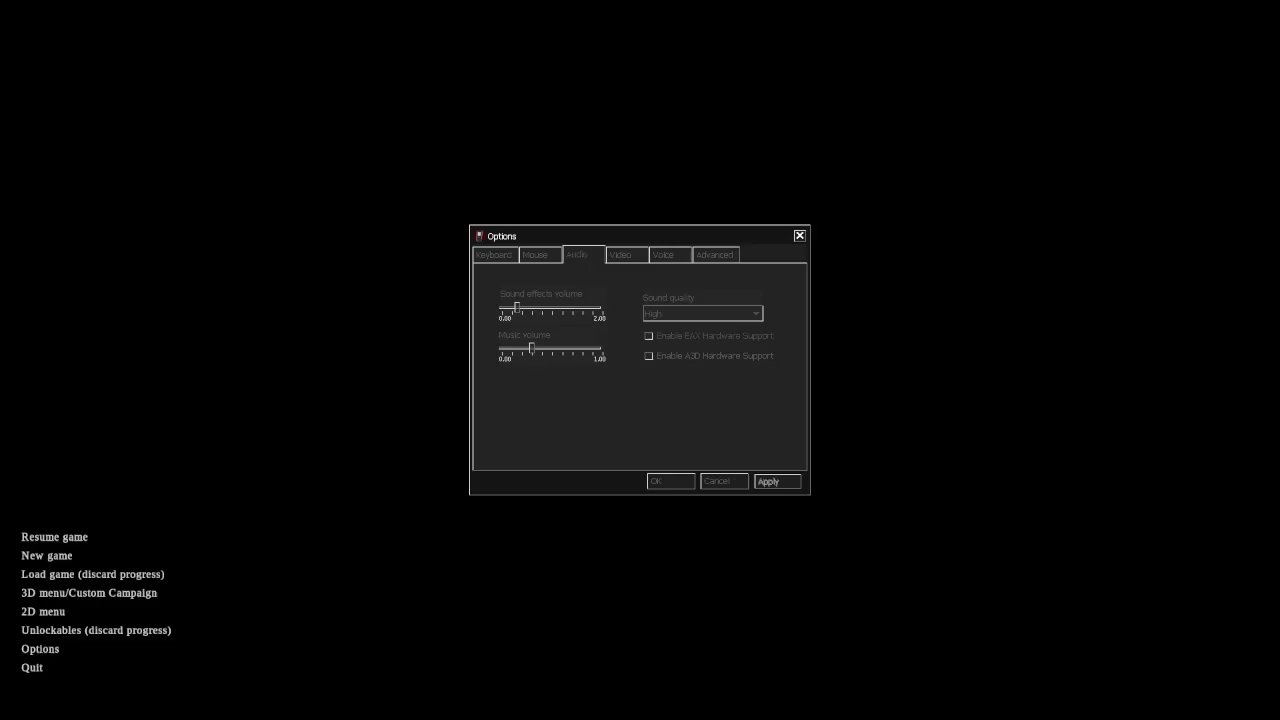 Options
Keyboard Mouse Audio Video Voice Advanced
Sound effects volume
0.00 2.00
Music volume
0.00 1.00
Sound quality
High
Enable EAX Hardware Support
Enable A3D Hardware Support
OK Cancel Apply
Resume game
New game
Load game (discard progress)
3D menu/Custom Campaign
2D menu
Unlockables (discard progress)
Options
Quit